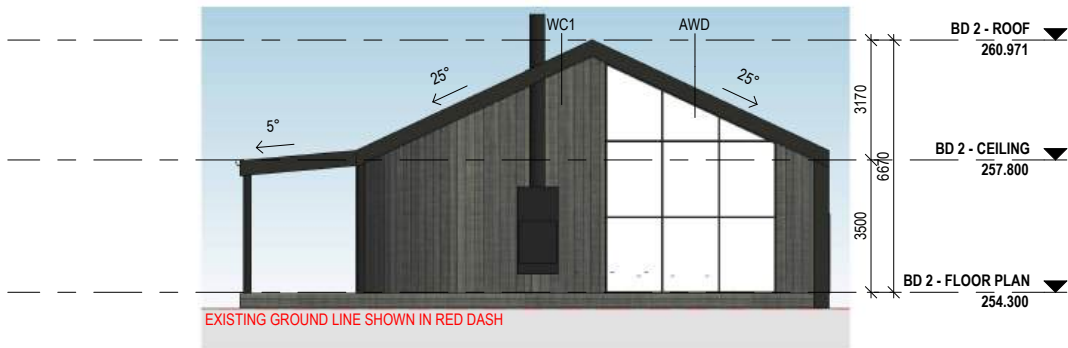 WC1
AWD
BD 2 - ROOF
260.971
25°
25°
5°
3170
BD 2 - CEILING
257.800
6670
3500
BD 2 - FLOOR PLAN
254.300
EXISTING GROUND LINE SHOWN IN RED DASH